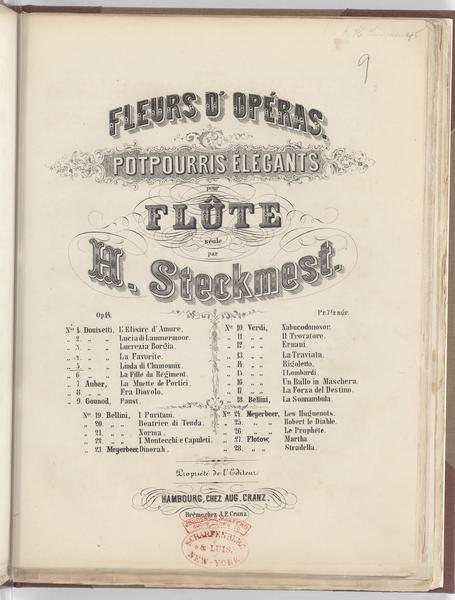 9
FLEURS D'OPÉRAS.
POTPOURRIS ÉLÉGANTS
pour
FLÛTE
seule
par
H. Steckmest.
Op. 14. Pr. 7½ ngr.
No 1. Donizetti, L'Elisire d'Amore.
„ 2. „ „ Lucia di Lammermoor.
„ 3. „ „ Lucrezia Borgia.
„ 4. „ „ La Favorite.
„ 5. „ „ Linda di Chamounix.
„ 6. „ „ La Fille du Régiment.
„ 7. Auber, La Muette de Portici.
„ 8. „ „ Fra Diavolo.
„ 9. Gounod, Faust.
No 10. Verdi, Nabucodonosor.
„ 11. „ „ Il Trovatore.
„ 12. „ „ Ernani.
„ 13. „ „ La Traviata.
„ 14. „ „ Rigoletto.
„ 15. „ „ I Lombardi.
„ 16. „ „ Un Ballo in Maschera.
„ 17. „ „ La Forza del Destino.
„ 18. Bellini, La Sonnambula.
No 19. Bellini, I Puritani.
„ 20. „ „ Beatrice di Tenda.
„ 21. „ „ Norma.
„ 22. „ „ I Montecchi e Capuleti.
„ 23. Meyerbeer, Dinorah.
No 24. Meyerbeer, Les Huguenots.
„ 25. „ „ Robert le Diable.
„ 26. „ „ Le Prophète.
„ 27. Flotow, Martha
„ 28. „ „ Stradella.
Propriété de l'Editeur.
HAMBOURG, CHEZ AUG. CRANZ.
Brême, chez A. F. Cranz.
SCHARFENBERG
& LUIS.
NEW-YORK